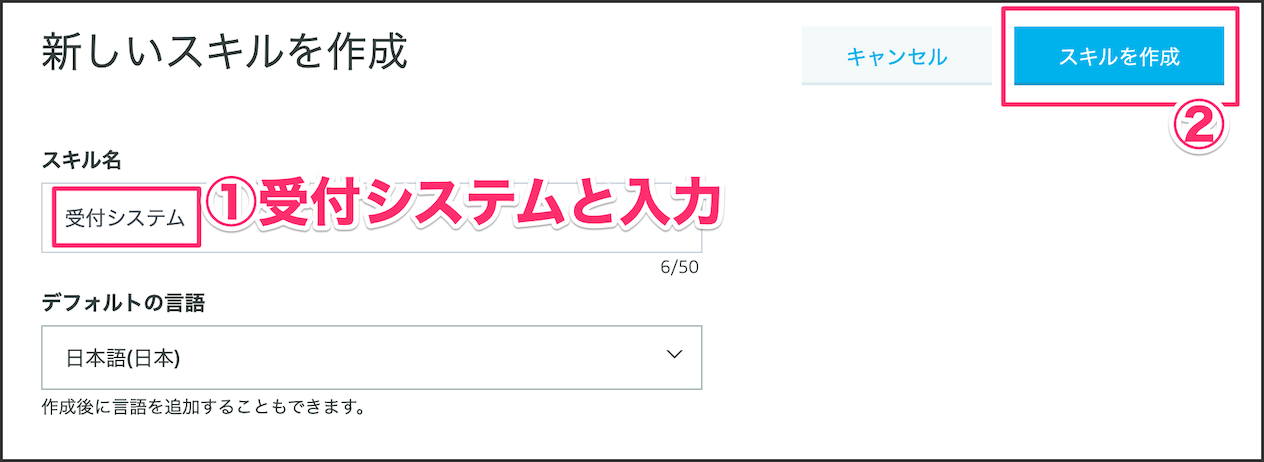 新しいスキルを作成
キャンセル
スキルを作成
②
スキル名
受付システム
①受付システムと入力
6/50
デフォルトの言語
日本語(日本)
作成後に言語を追加することもできます。